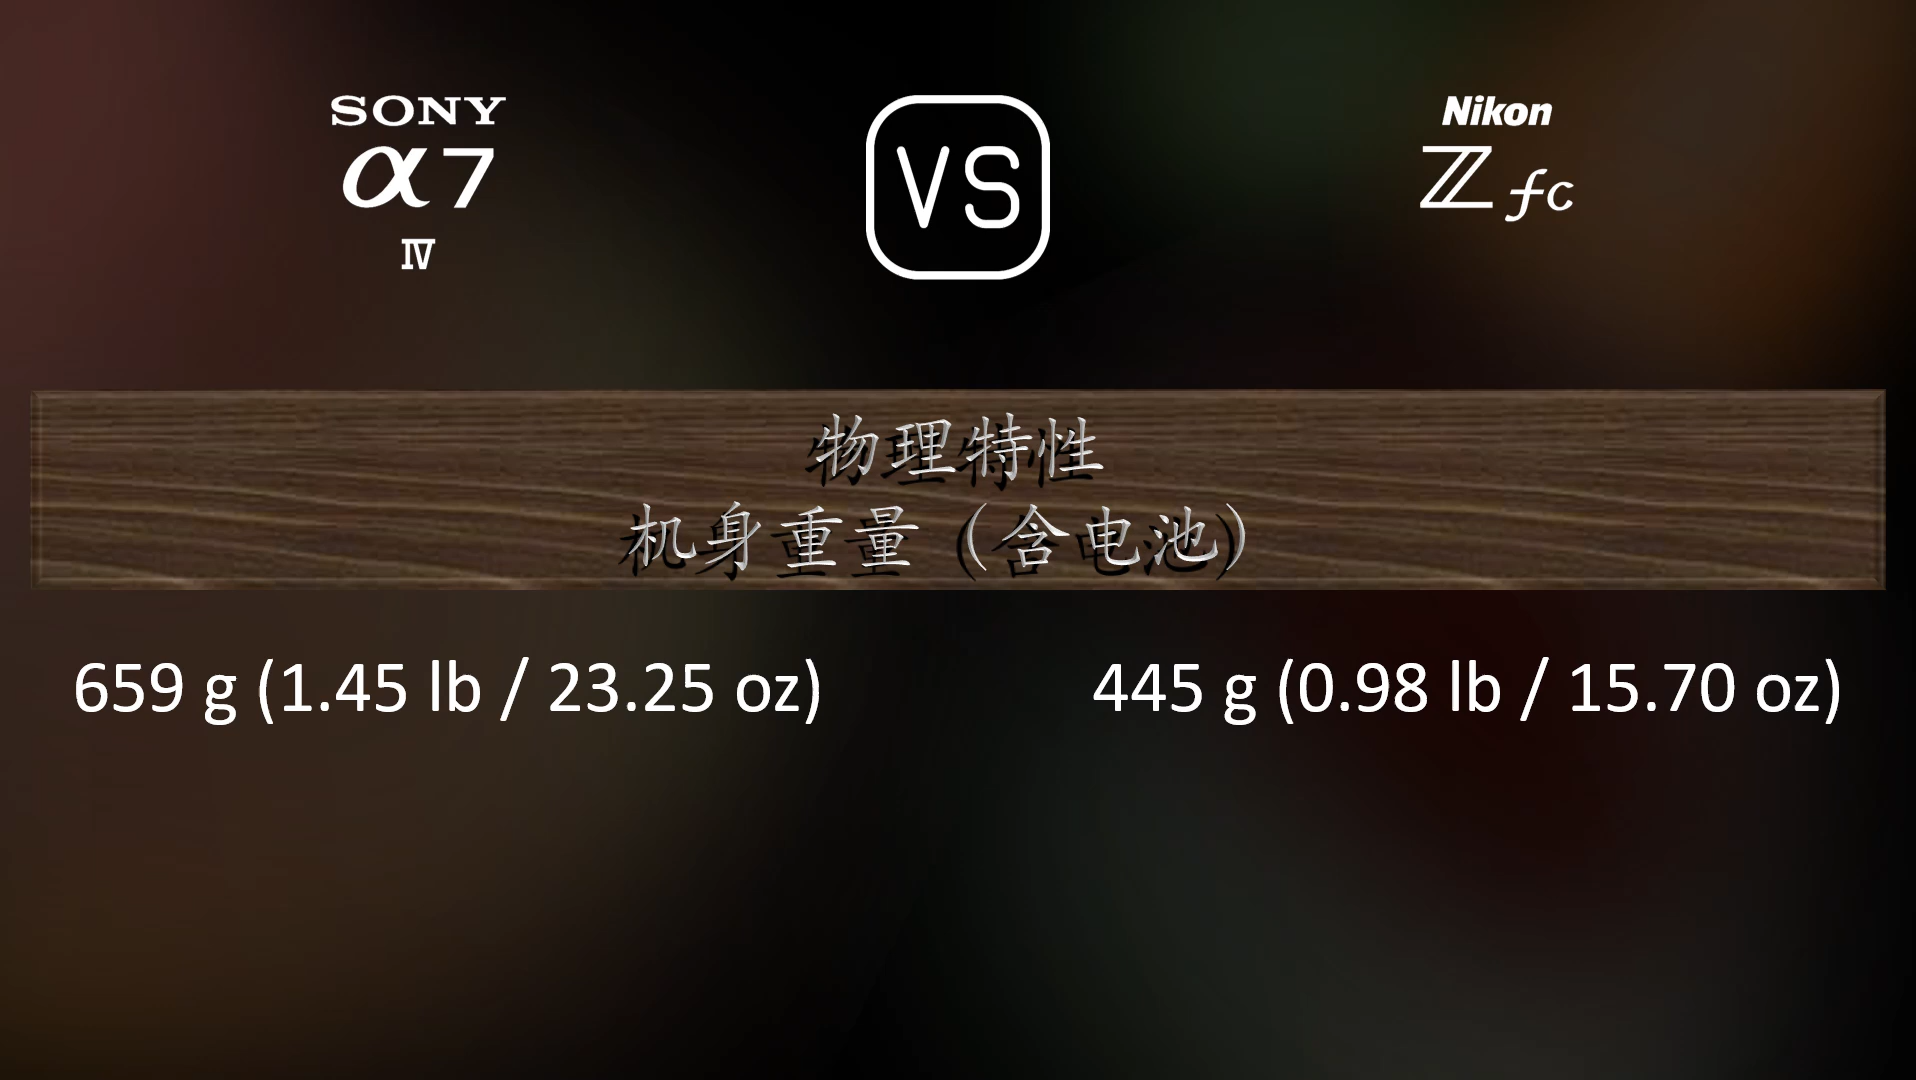 SONY
α7
IV
VS
Nikon
Z fc
物理特性
机身重量（含电池）
659 g (1.45 lb / 23.25 oz)
445 g (0.98 lb / 15.70 oz)